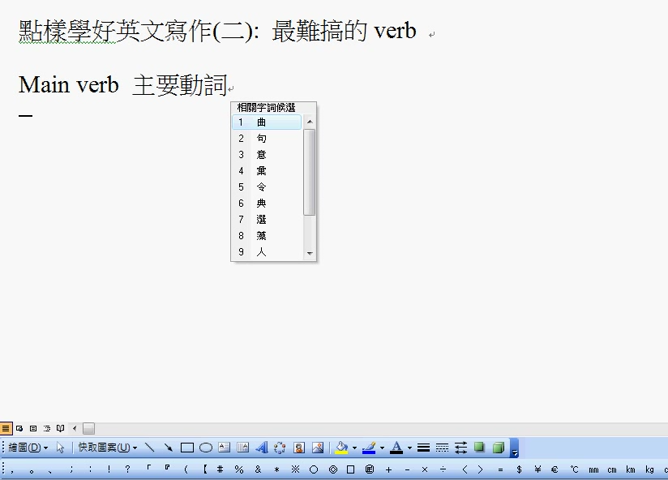 點樣學好英文寫作(二): 最難搞的 verb
Main verb 主要動詞
相關字詞候選
1 曲
2 句
3 意
4 彙
5 令
6 典
7 選
8 藻
9 人
繪圖(D) 快取圖案(U)
, 。 、 ; : ! ? 「 『 ( 【 # % & * ※ ○ ◎ □ + - × ÷ < > = $ ¥ € ℃ mm cm km kg